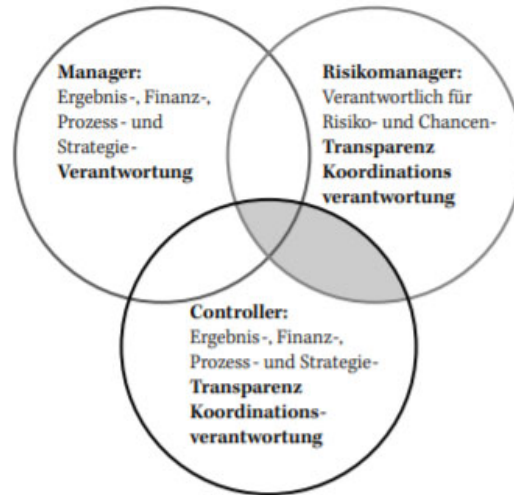 Manager:
Ergebnis-, Finanz-,
Prozess- und
Strategie-
Verantwortung
Risikomanager:
Verantwortlich für
Risiko- und Chancen-
Transparenz
Koordinations
verantwortung
Controller:
Ergebnis-, Finanz-,
Prozess- und Strategie-
Transparenz
Koordinations-
verantwortung